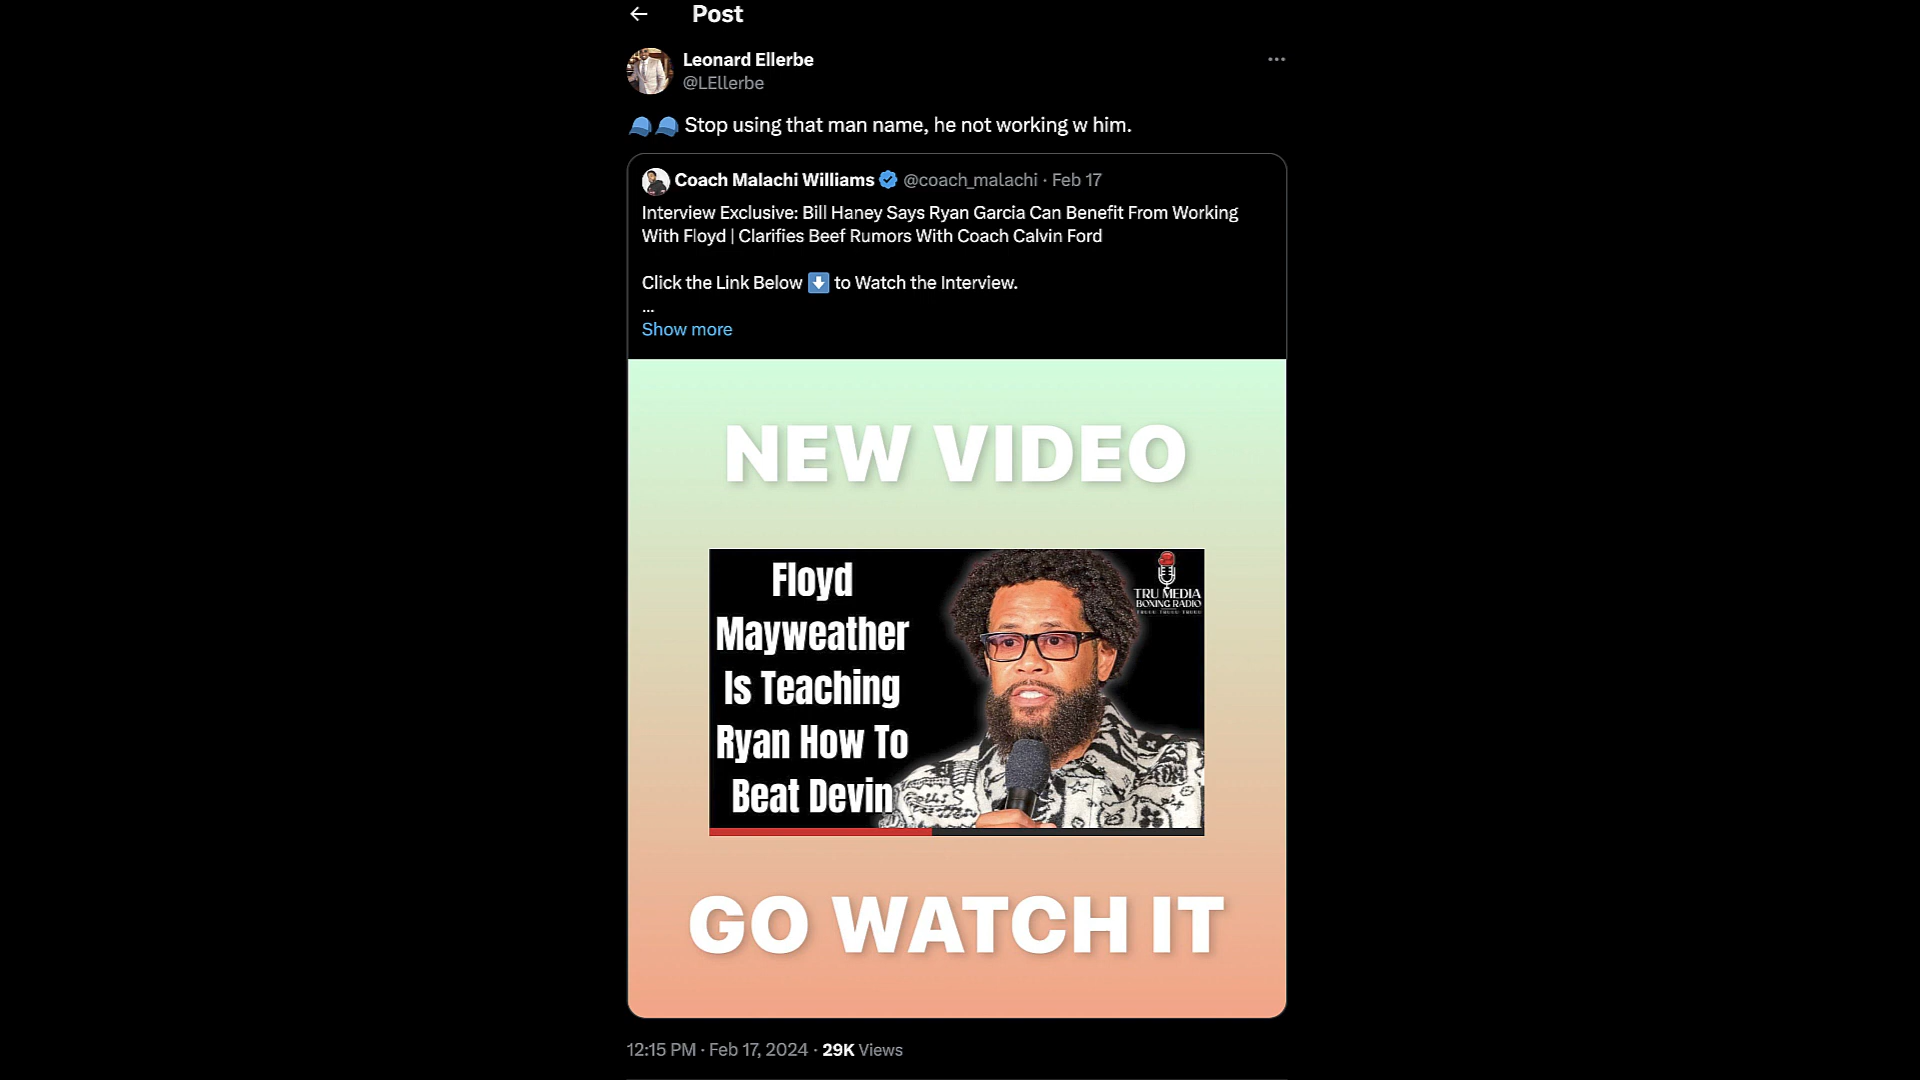 Post
Leonard Ellerbe
@LEllerbe
🧢🧢 Stop using that man name, he not working w him.
Coach Malachi Williams @coach_malachi · Feb 17
Interview Exclusive: Bill Haney Says Ryan Garcia Can Benefit From Working
With Floyd | Clarifies Beef Rumors With Coach Calvin Ford
Click the Link Below ⬇️ to Watch the Interview.
...
Show more
NEW VIDEO
Floyd
Mayweather
Is Teaching
Ryan How To
Beat Devin
TRU MEDIA
BOXING RADIO
GO WATCH IT
12:15 PM · Feb 17, 2024 · 29K Views